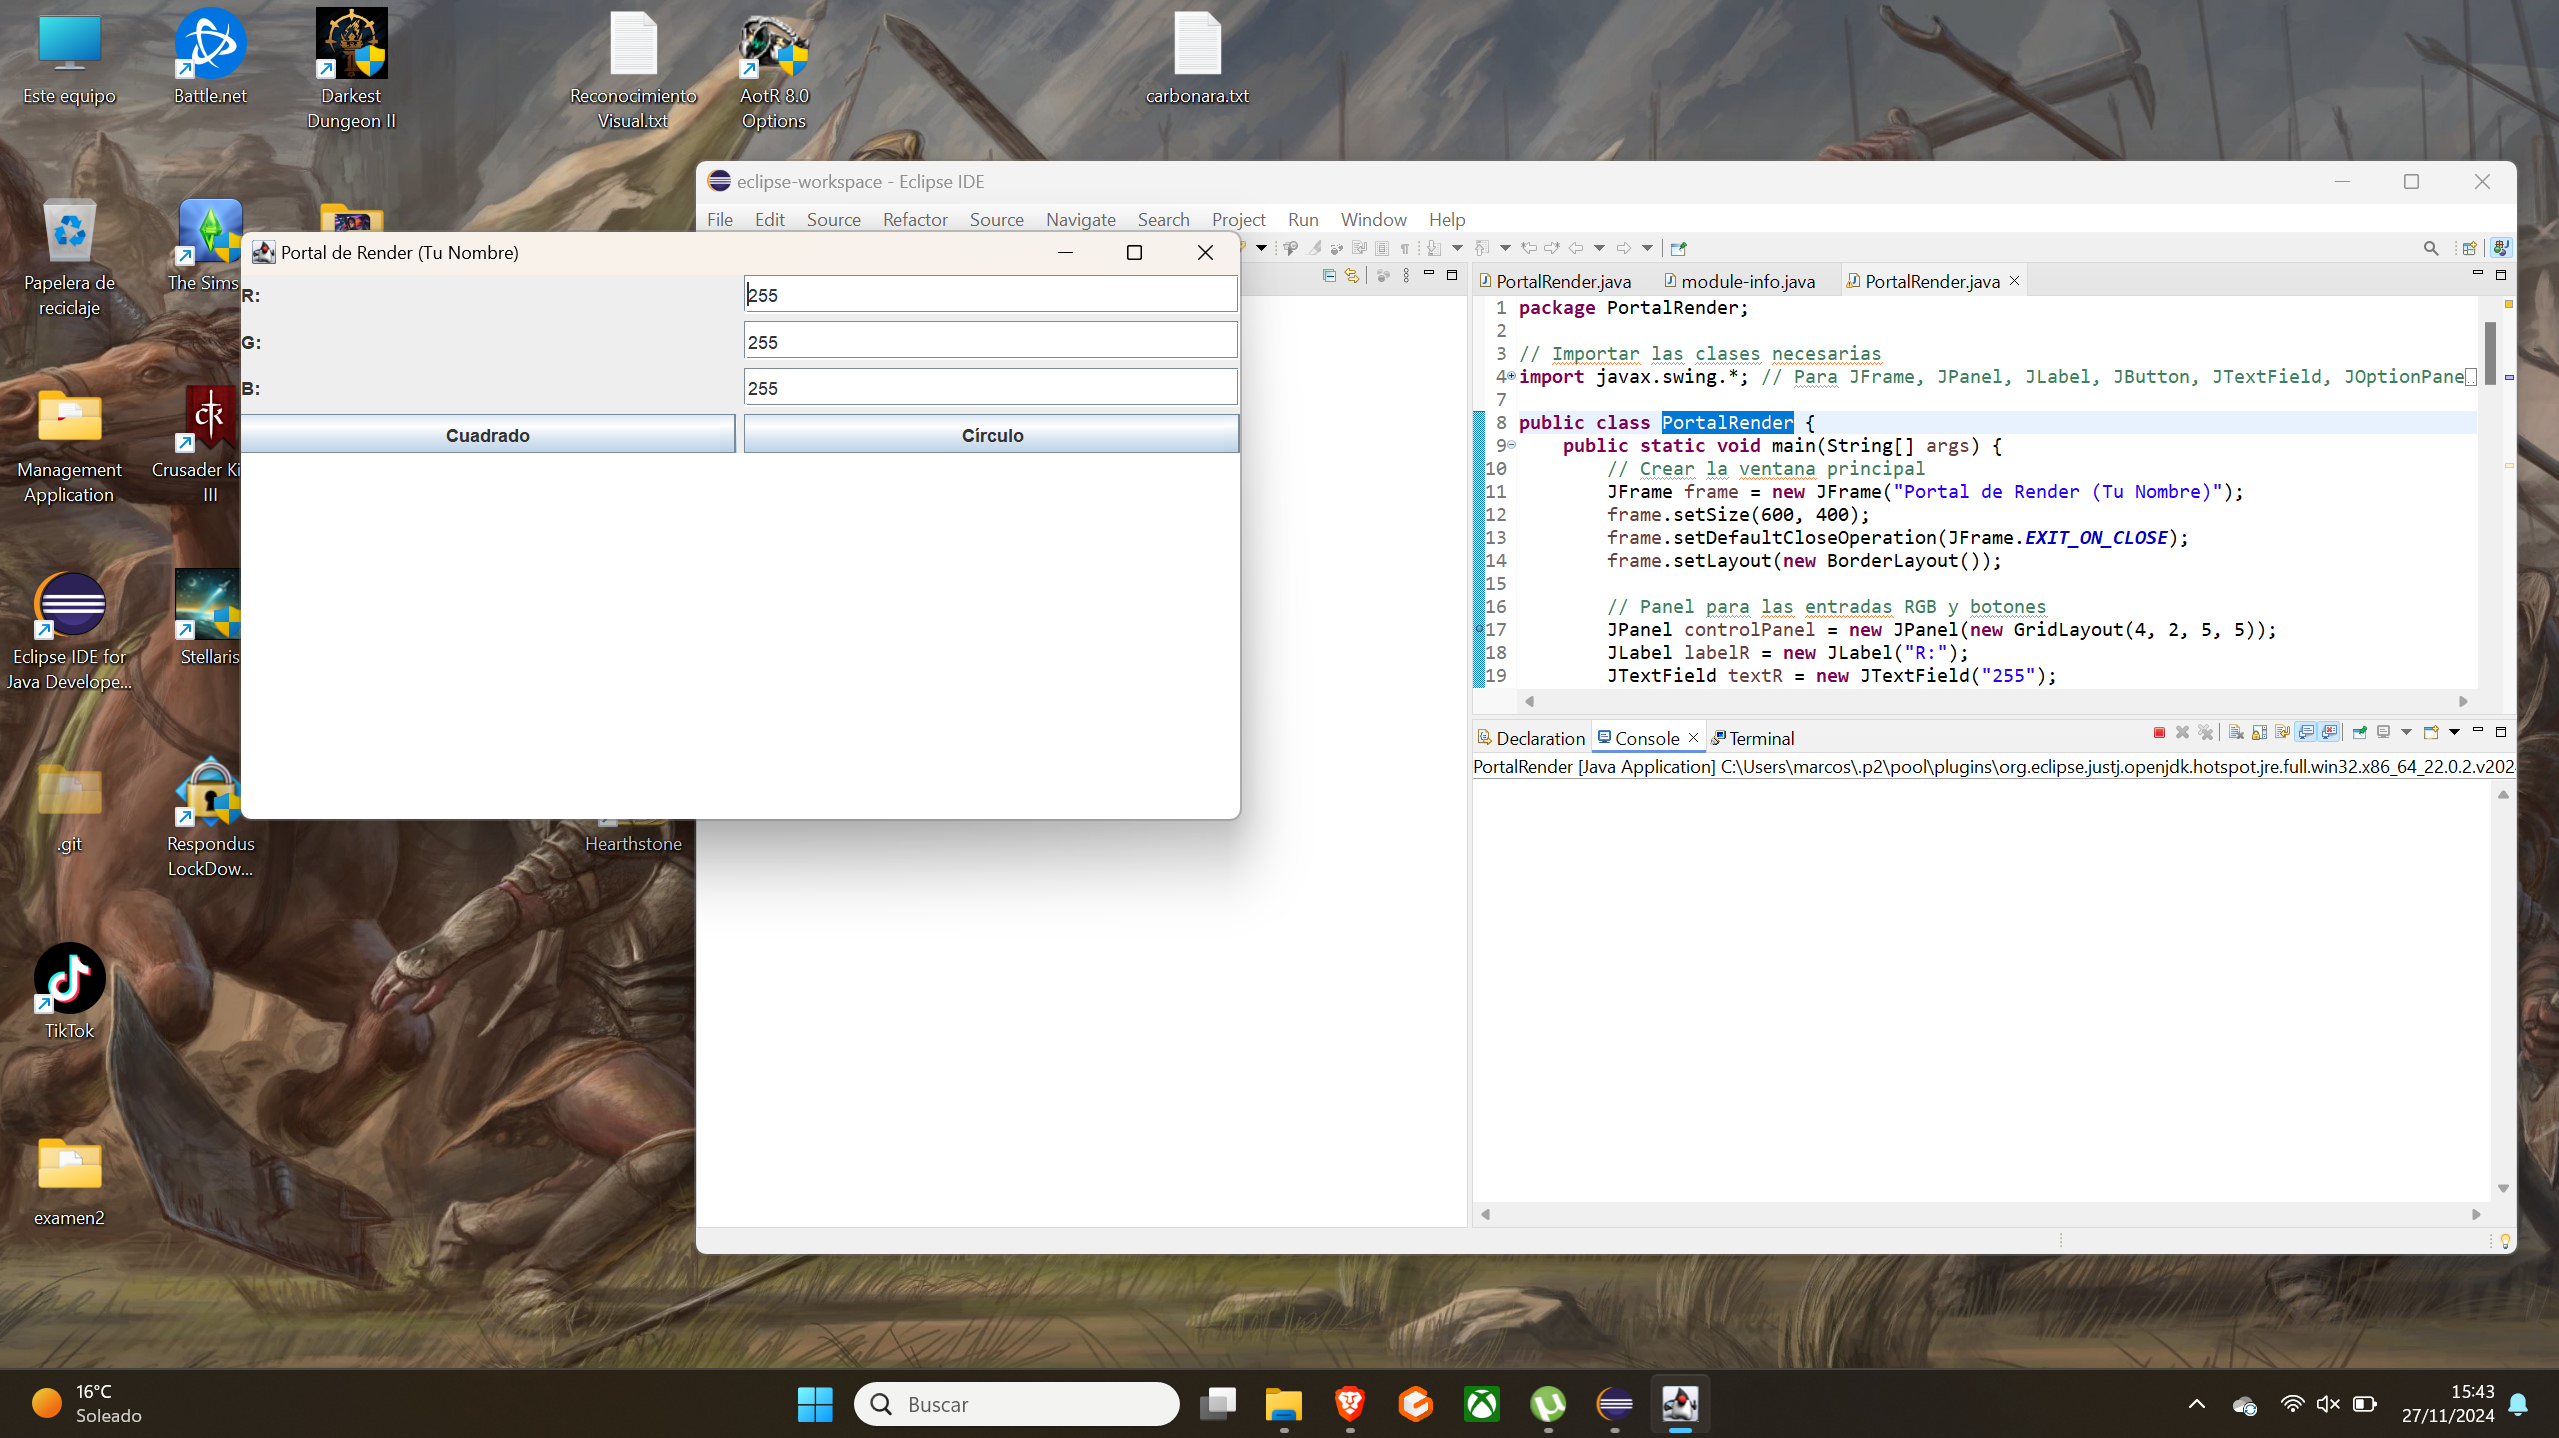 Este equipo
Battle.net
Darkest
Dungeon II
Reconocimiento
Visual.txt
AotR 8.0
Options
carbonara.txt
Papelera de
reciclaje
The Sims
Management
Application
Crusader Ki
III
Eclipse IDE for
Java Develope...
Stellaris
.git
Respondus
LockDow...
Hearthstone
TikTok
examen2
Portal de Render (Tu Nombre)
R:
255
G:
255
B:
255
Cuadrado
Círculo
eclipse-workspace - Eclipse IDE
File Edit Source Refactor Source Navigate Search Project Run Window Help
PortalRender.java module-info.java PortalRender.java
1 package PortalRender;
2
3 // Importar las clases necesarias
4 import javax.swing.*; // Para JFrame, JPanel, JLabel, JButton, JTextField, JOptionPane
7
8 public class PortalRender {
9 public static void main(String[] args) {
10 // Crear la ventana principal
11 JFrame frame = new JFrame("Portal de Render (Tu Nombre)");
12 frame.setSize(600, 400);
13 frame.setDefaultCloseOperation(JFrame.EXIT_ON_CLOSE);
14 frame.setLayout(new BorderLayout());
15
16 // Panel para las entradas RGB y botones
17 JPanel controlPanel = new JPanel(new GridLayout(4, 2, 5, 5));
18 JLabel labelR = new JLabel("R:");
19 JTextField textR = new JTextField("255");
Declaration Console Terminal
PortalRender [Java Application] C:\Users\marcos\.p2\pool\plugins\org.eclipse.justj.openjdk.hotspot.jre.full.win32.x86_64_22.0.2.v202
16°C
Soleado
Buscar
15:43
27/11/2024